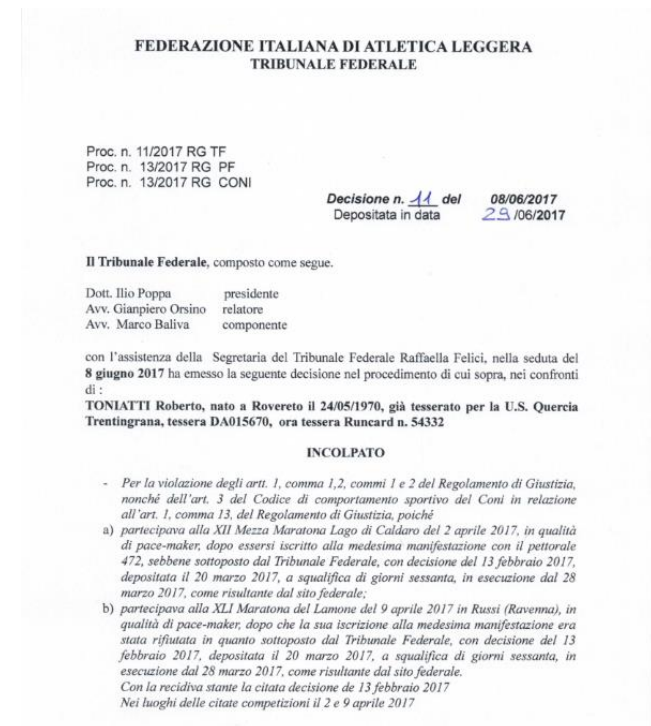 FEDERAZIONE ITALIANA DI ATLETICA LEGGERA
TRIBUNALE FEDERALE
Proc. n. 11/2017 RG TF
Proc. n. 13/2017 RG PF
Proc. n. 13/2017 RG CONI
Decisione n. 11 del 08/06/2017
Depositata in data 29/06/2017
Il Tribunale Federale, composto come segue.
Dott. Ilio Poppa presidente
Avv. Gianpiero Orsino relatore
Avv. Marco Baliva componente
con l'assistenza della Segretaria del Tribunale Federale Raffaella Felici, nella seduta del
8 giugno 2017 ha emesso la seguente decisione nel procedimento di cui sopra, nei confronti
di :
TONIATTI Roberto, nato a Rovereto il 24/05/1970, già tesserato per la U.S. Quercia
Trentingrana, tessera DA015670, ora tessera Runcard n. 54332
INCOLPATO
- Per la violazione degli artt. 1, comma 1,2, commi 1 e 2 del Regolamento di Giustizia,
nonché dell'art. 3 del Codice di comportamento sportivo del Coni in relazione
all'art. 1, comma 13, del Regolamento di Giustizia, poiché
a) partecipava alla XII Mezza Maratona Lago di Caldaro del 2 aprile 2017, in qualità
di pace-maker, dopo essersi iscritto alla medesima manifestazione con il pettorale
472, sebbene sottoposto dal Tribunale Federale, con decisione del 13 febbraio 2017,
depositata il 20 marzo 2017, a squalifica di giorni sessanta, in esecuzione dal 28
marzo 2017, come risultante dal sito federale;
b) partecipava alla XLI Maratona del Lamone del 9 aprile 2017 in Russi (Ravenna), in
qualità di pace-maker, dopo che la sua iscrizione alla medesima manifestazione era
stata rifiutata in quanto sottoposto dal Tribunale Federale, con decisione del 13
febbraio 2017, depositata il 20 marzo 2017, a squalifica di giorni sessanta, in
esecuzione dal 28 marzo 2017, come risultante dal sito federale.
Con la recidiva stante la citata decisione de 13 febbraio 2017
Nei luoghi delle citate competizioni il 2 e 9 aprile 2017